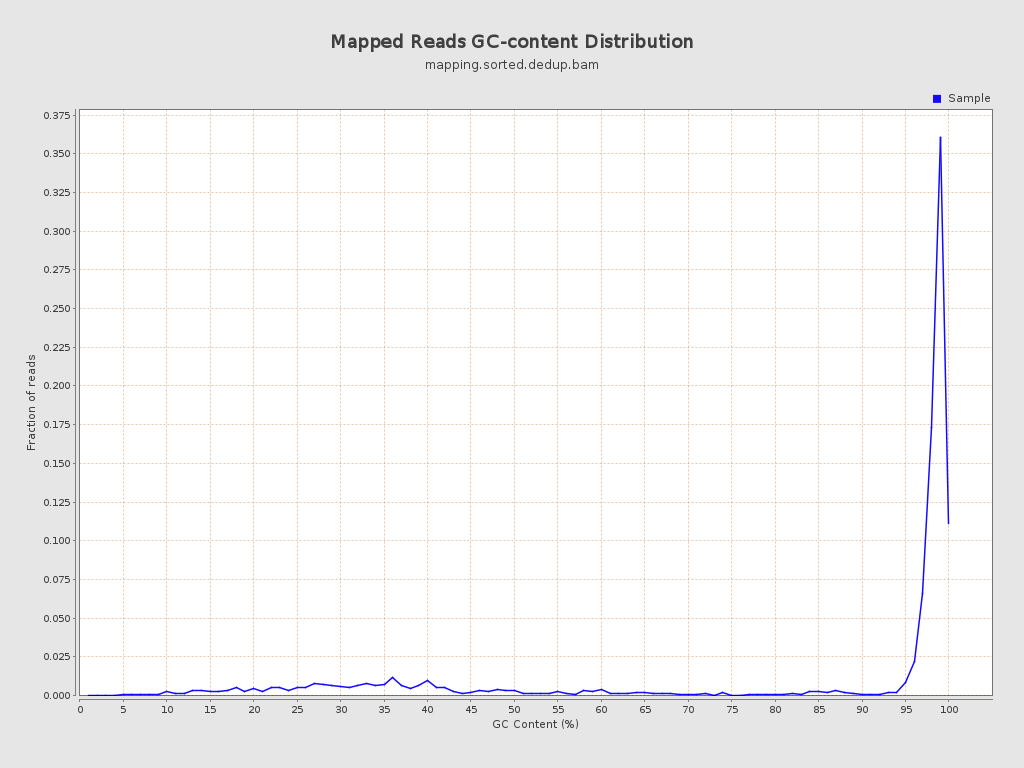 Mapped Reads GC-content Distribution
mapping.sorted.dedup.bam
Sample
0.375
0.350
0.325
0.300
0.275
0.250
0.225
0.200
0.175
0.150
0.125
0.100
0.075
0.050
0.025
0.000
Fraction of reads
0 5 10 15 20 25 30 35 40 45 50 55 60 65 70 75 80 85 90 95 100
GC Content (%)